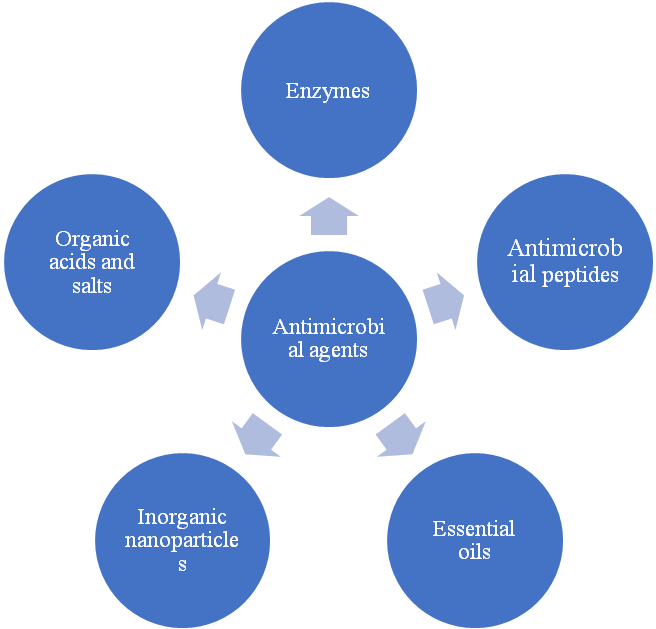 Enzymes
Organic
acids and
salts
Antimicrob
ial peptides
Antimicrobi
al agents
Inorganic
nanoparticle
s
Essential
oils